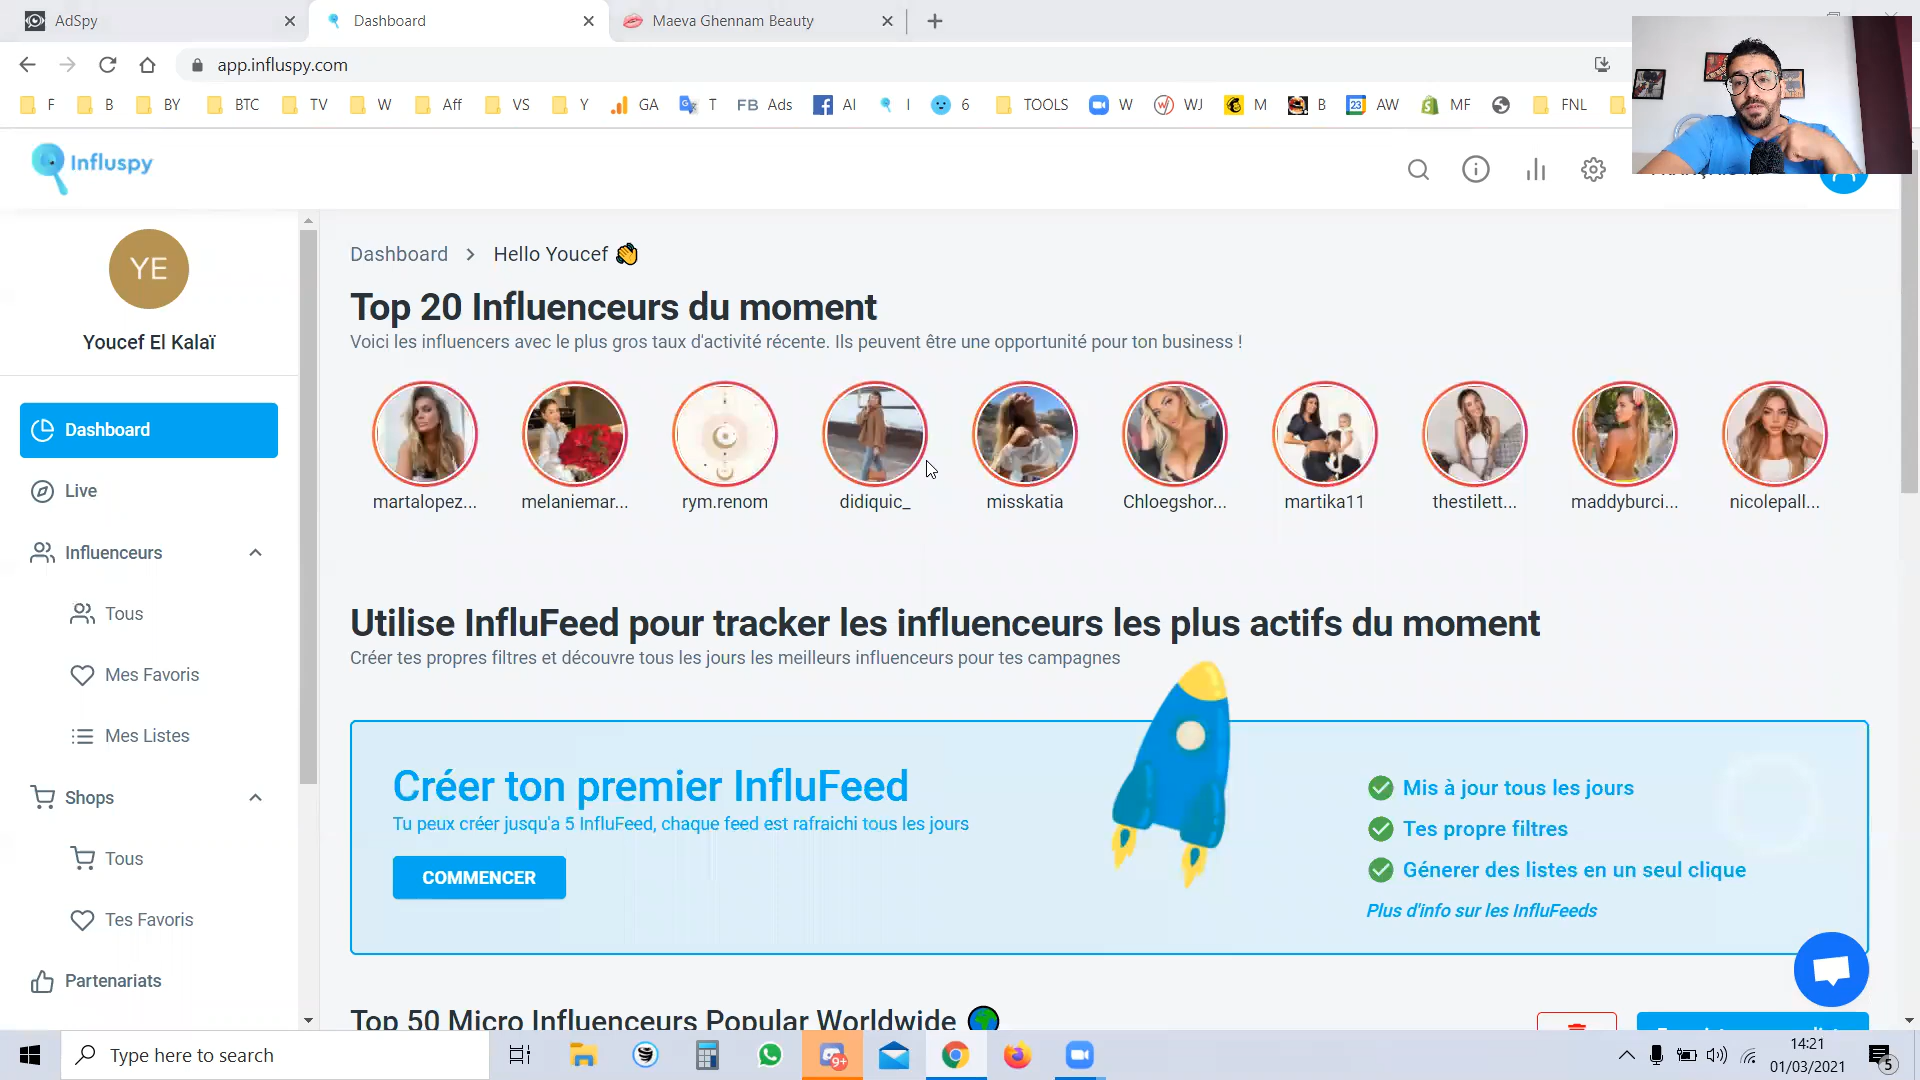 AdSpy
Dashboard
Maeva Ghennam Beauty
app.influspy.com
F
B
BY
BTC
TV
W
Aff
VS
Y
GA
T
FB Ads
AI
I
6
TOOLS
W
WJ
M
B
23 AW
MF
FNL
Influspy
YE
Youcef El Kalaï
Dashboard
Live
Influenceurs
Tous
Mes Favoris
Mes Listes
Shops
Tous
Tes Favoris
Partenariats
Dashboard > Hello Youcef
Top 20 Influenceurs du moment
Voici les influencers avec le plus gros taux d'activité récente. Ils peuvent être une opportunité pour ton business !
martalopez...
melaniemar...
rym.renom
didiquic_
misskatia
Chloegshor...
martika11
thestilett...
maddyburci...
nicolepall...
Utilise InfluFeed pour tracker les influenceurs les plus actifs du moment
Créer tes propres filtres et découvre tous les jours les meilleurs influenceurs pour tes campagnes
Créer ton premier InfluFeed
Tu peux créer jusqu'a 5 InfluFeed, chaque feed est rafraichi tous les jours
COMMENCER
Mis à jour tous les jours
Tes propre filtres
Génerer des listes en un seul clique
Plus d'info sur les InfluFeeds
Top 50 Micro Influenceurs Popular Worldwide
Type here to search
9+
14:21
01/03/2021
5